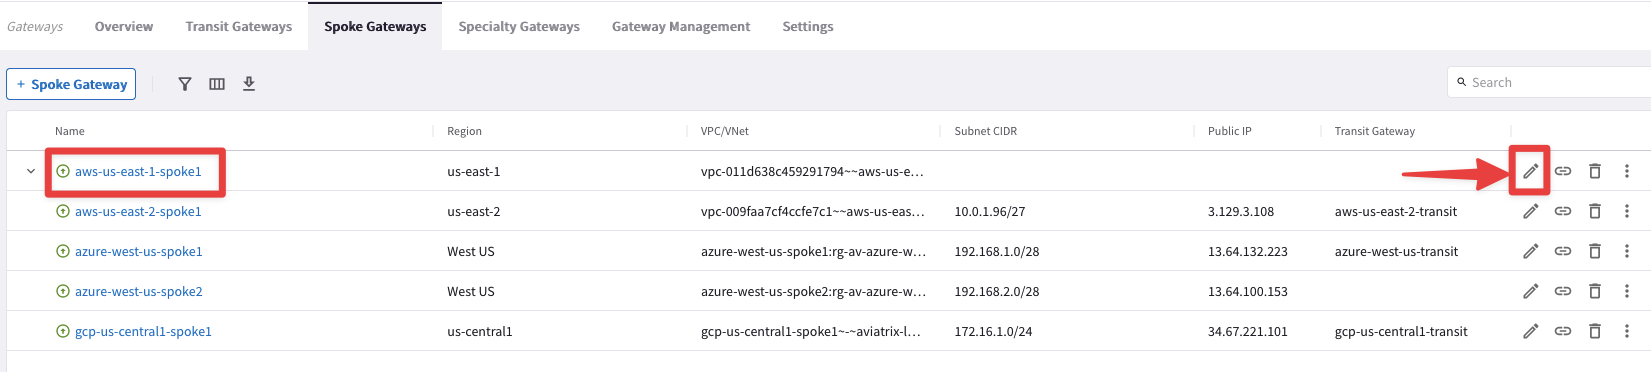 Gateways Overview Transit Gateways Spoke Gateways Specialty Gateways Gateway Management Settings
+ Spoke Gateway Search
Name Region VPC/VNet Subnet CIDR Public IP Transit Gateway
aws-us-east-1-spoke1 us-east-1 vpc-011d638c459291794~~aws-us-e...
aws-us-east-2-spoke1 us-east-2 vpc-009faa7cf4ccfe7c1~~aws-us-eas... 10.0.1.96/27 3.129.3.108 aws-us-east-2-transit
azure-west-us-spoke1 West US azure-west-us-spoke1:rg-av-azure-w... 192.168.1.0/28 13.64.132.223 azure-west-us-transit
azure-west-us-spoke2 West US azure-west-us-spoke2:rg-av-azure-w... 192.168.2.0/28 13.64.100.153
gcp-us-central1-spoke1 us-central1 gcp-us-central1-spoke1~-~aviatrix-l... 172.16.1.0/24 34.67.221.101 gcp-us-central1-transit